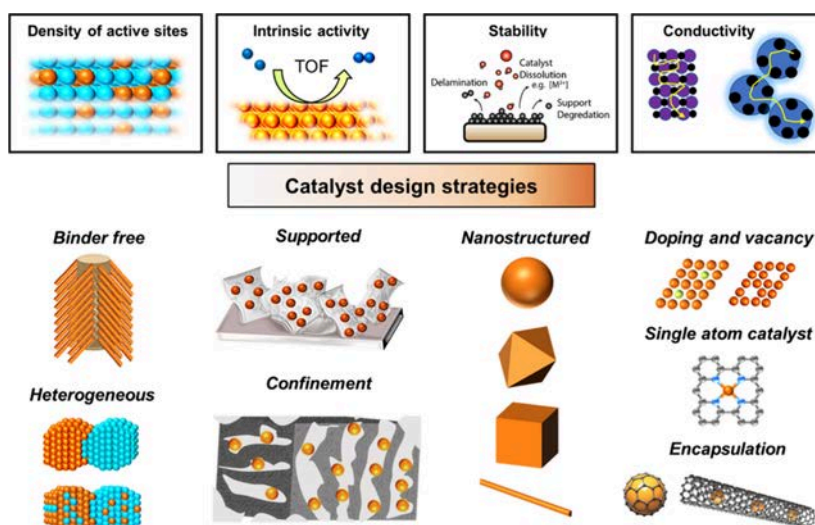 Density of active sites
Intrinsic activity
TOF
Stability
Catalyst
Dissolution
e.g. [M²⁺]
Delamination
Support
Degredation
Conductivity
Catalyst design strategies
Binder free
Supported
Nanostructured
Doping and vacancy
Single atom catalyst
Heterogeneous
Confinement
Encapsulation